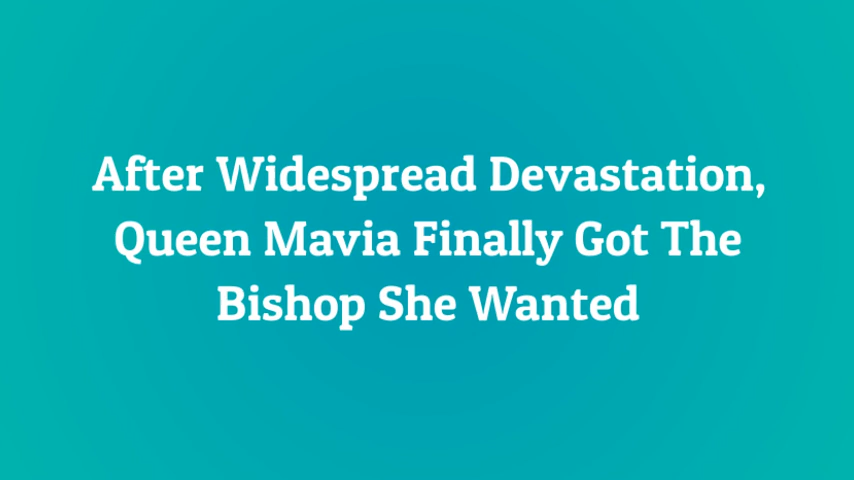 After Widespread Devastation,
Queen Mavia Finally Got The
Bishop She Wanted